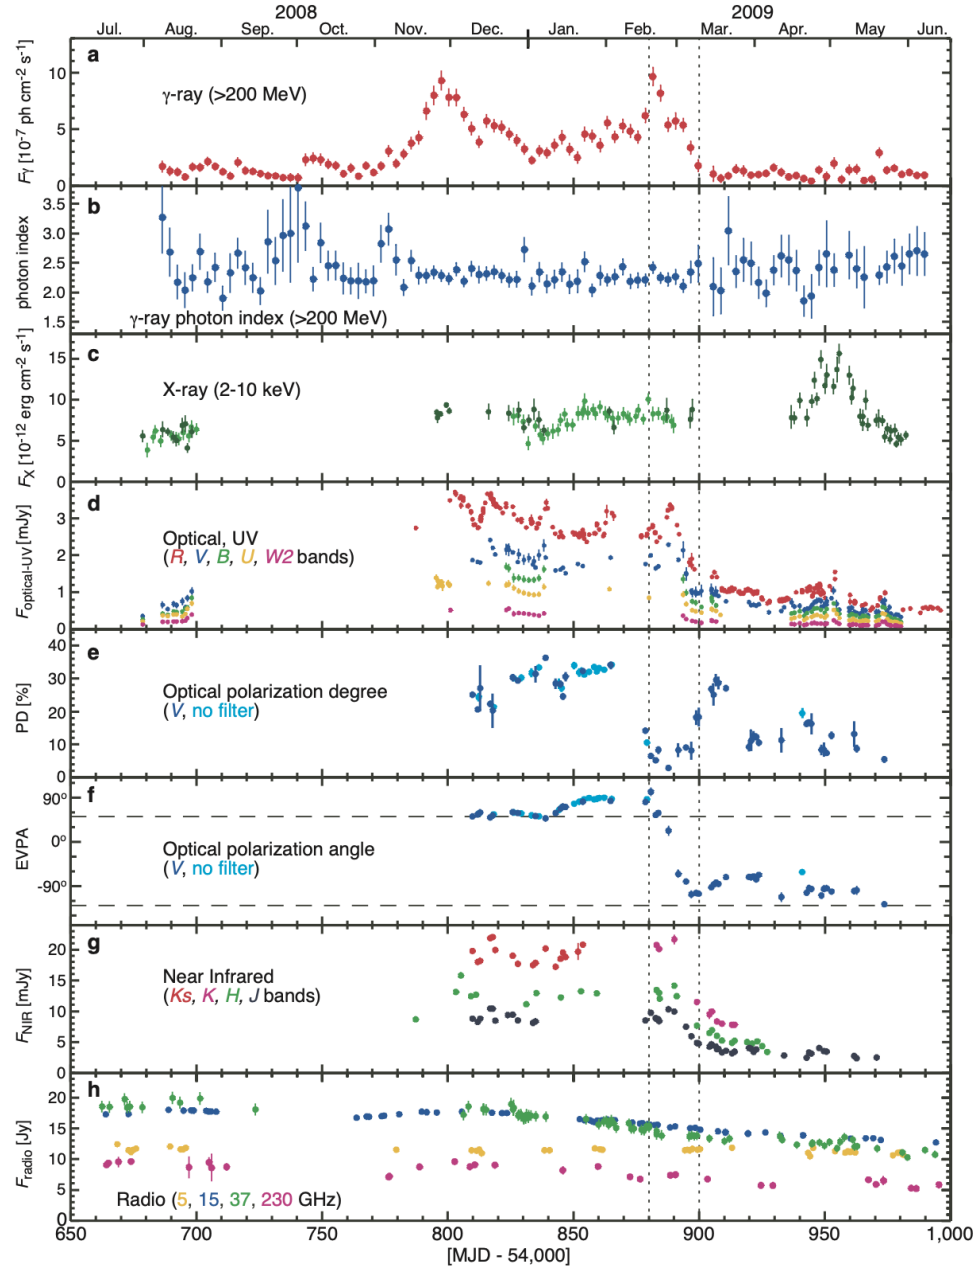 2008 2009
Jul. Aug. Sep. Oct. Nov. Dec. Jan. Feb. Mar. Apr. May Jun.
a
γ-ray (>200 MeV)
Fγ [10⁻⁷ ph cm⁻² s⁻¹]
10
5
0
b
photon index
3.5
3.0
2.5
2.0
1.5
γ-ray photon index (>200 MeV)
c
X-ray (2-10 keV)
FX [10⁻¹² erg cm⁻² s⁻¹]
15
10
5
0
d
Optical, UV
(R, V, B, U, W2 bands)
Foptical-UV [mJy]
3
2
1
0
e
Optical polarization degree
(V, no filter)
PD [%]
40
30
20
10
0
f
EVPA
90°
0°
-90°
Optical polarization angle
(V, no filter)
g
Near Infrared
(Ks, K, H, J bands)
FNIR [mJy]
20
15
10
5
0
h
Fradio [Jy]
20
15
10
5
0
Radio (5, 15, 37, 230 GHz)
650 700 750 800 850 900 950 1,000
[MJD - 54,000]